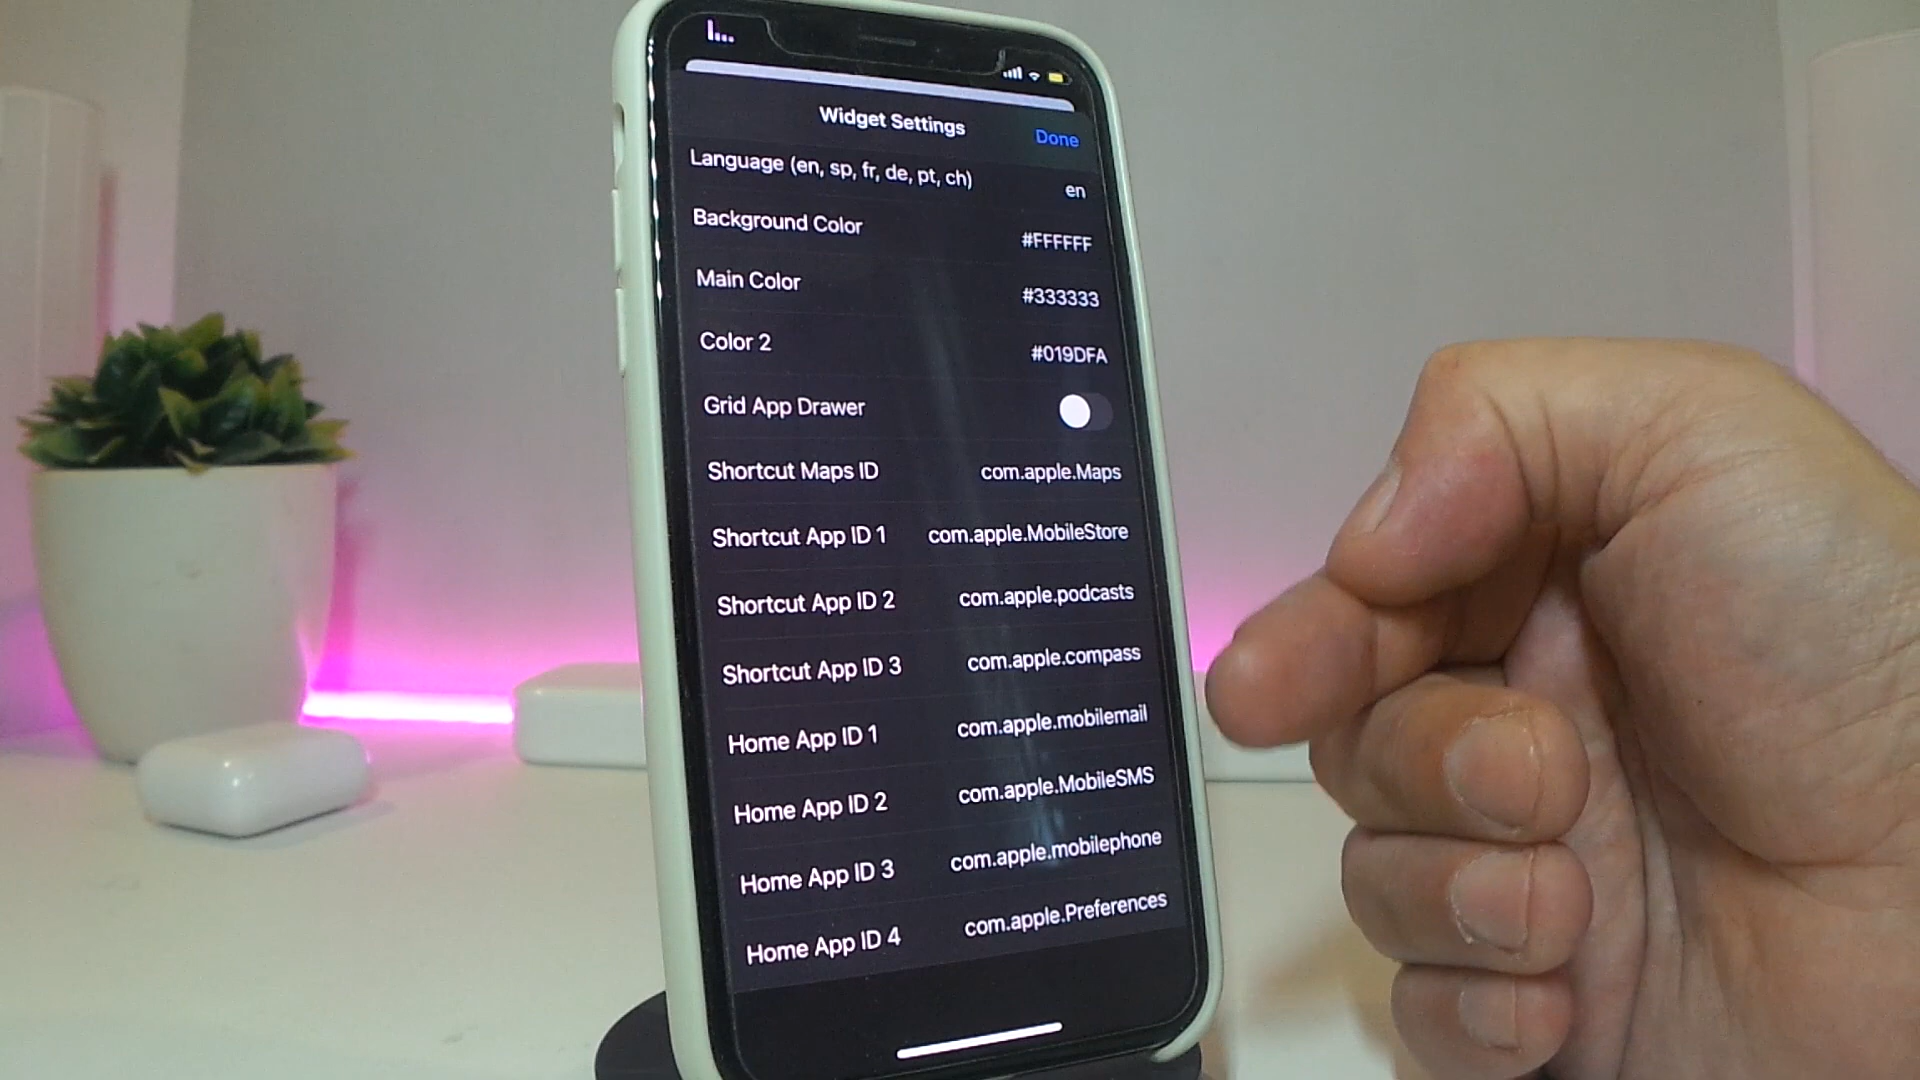 Widget Settings
Done
Language (en, sp, fr, de, pt, ch) en
Background Color #FFFFFF
Main Color #333333
Color 2 #019DFA
Grid App Drawer
Shortcut Maps ID com.apple.Maps
Shortcut App ID 1 com.apple.MobileStore
Shortcut App ID 2 com.apple.podcasts
Shortcut App ID 3 com.apple.compass
Home App ID 1 com.apple.mobilemail
Home App ID 2 com.apple.MobileSMS
Home App ID 3 com.apple.mobilephone
Home App ID 4 com.apple.Preferences